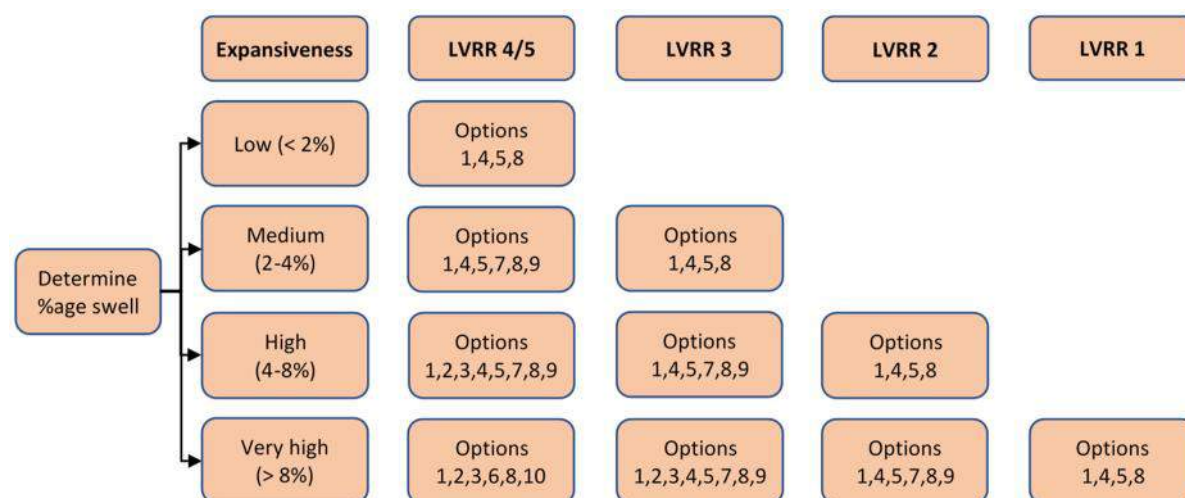 Expansiveness
LVRR 4/5
LVRR 3
LVRR 2
LVRR 1
Low (< 2%)
Options
1,4,5,8
Medium
(2-4%)
Options
1,4,5,7,8,9
Options
1,4,5,8
Determine
%age swell
High
(4-8%)
Options
1,2,3,4,5,7,8,9
Options
1,4,5,7,8,9
Options
1,4,5,8
Very high
(> 8%)
Options
1,2,3,6,8,10
Options
1,2,3,4,5,7,8,9
Options
1,4,5,7,8,9
Options
1,4,5,8